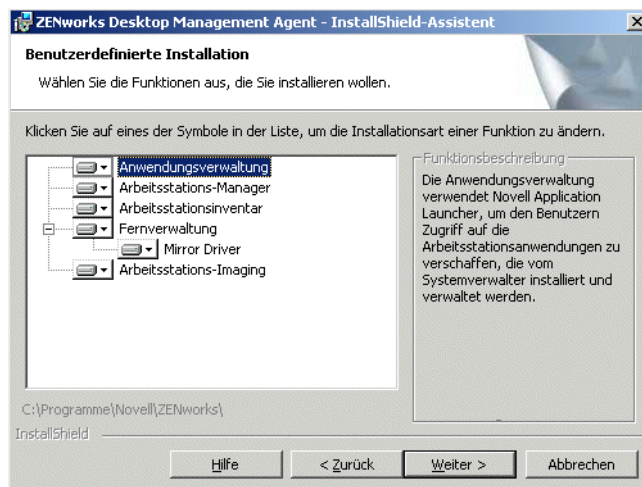 ZENworks Desktop Management Agent - InstallShield-Assistent
Benutzerdefinierte Installation
Wählen Sie die Funktionen aus, die Sie installieren wollen.
Klicken Sie auf eines der Symbole in der Liste, um die Installationsart einer Funktion zu ändern.
Anwendungsverwaltung
Arbeitsstations-Manager
Arbeitsstationsinventar
Fernverwaltung
Mirror Driver
Arbeitsstations-Imaging
Funktionsbeschreibung
Die Anwendungsverwaltung
verwendet Novell Application
Launcher, um den Benutzern
Zugriff auf die
Arbeitsstationsanwendungen zu
verschaffen, die vom
Systemverwalter installiert und
verwaltet werden.
C:\Programme\Novell\ZENworks\
InstallShield
Hilfe
< Zurück
Weiter >
Abbrechen